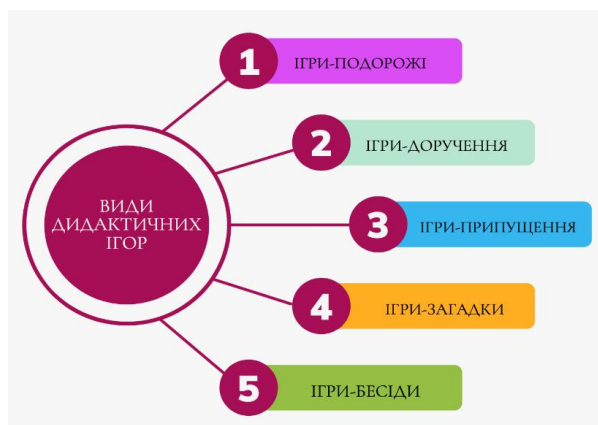 ВИДИ
ДИДАКТИЧНИХ
ІГОР
1
ІГРИ-ПОДОРОЖІ
2
ІГРИ-ДОРУЧЕННЯ
3
ІГРИ-ПРИПУЩЕННЯ
4
ІГРИ-ЗАГАДКИ
5
ІГРИ-БЕСІДИ